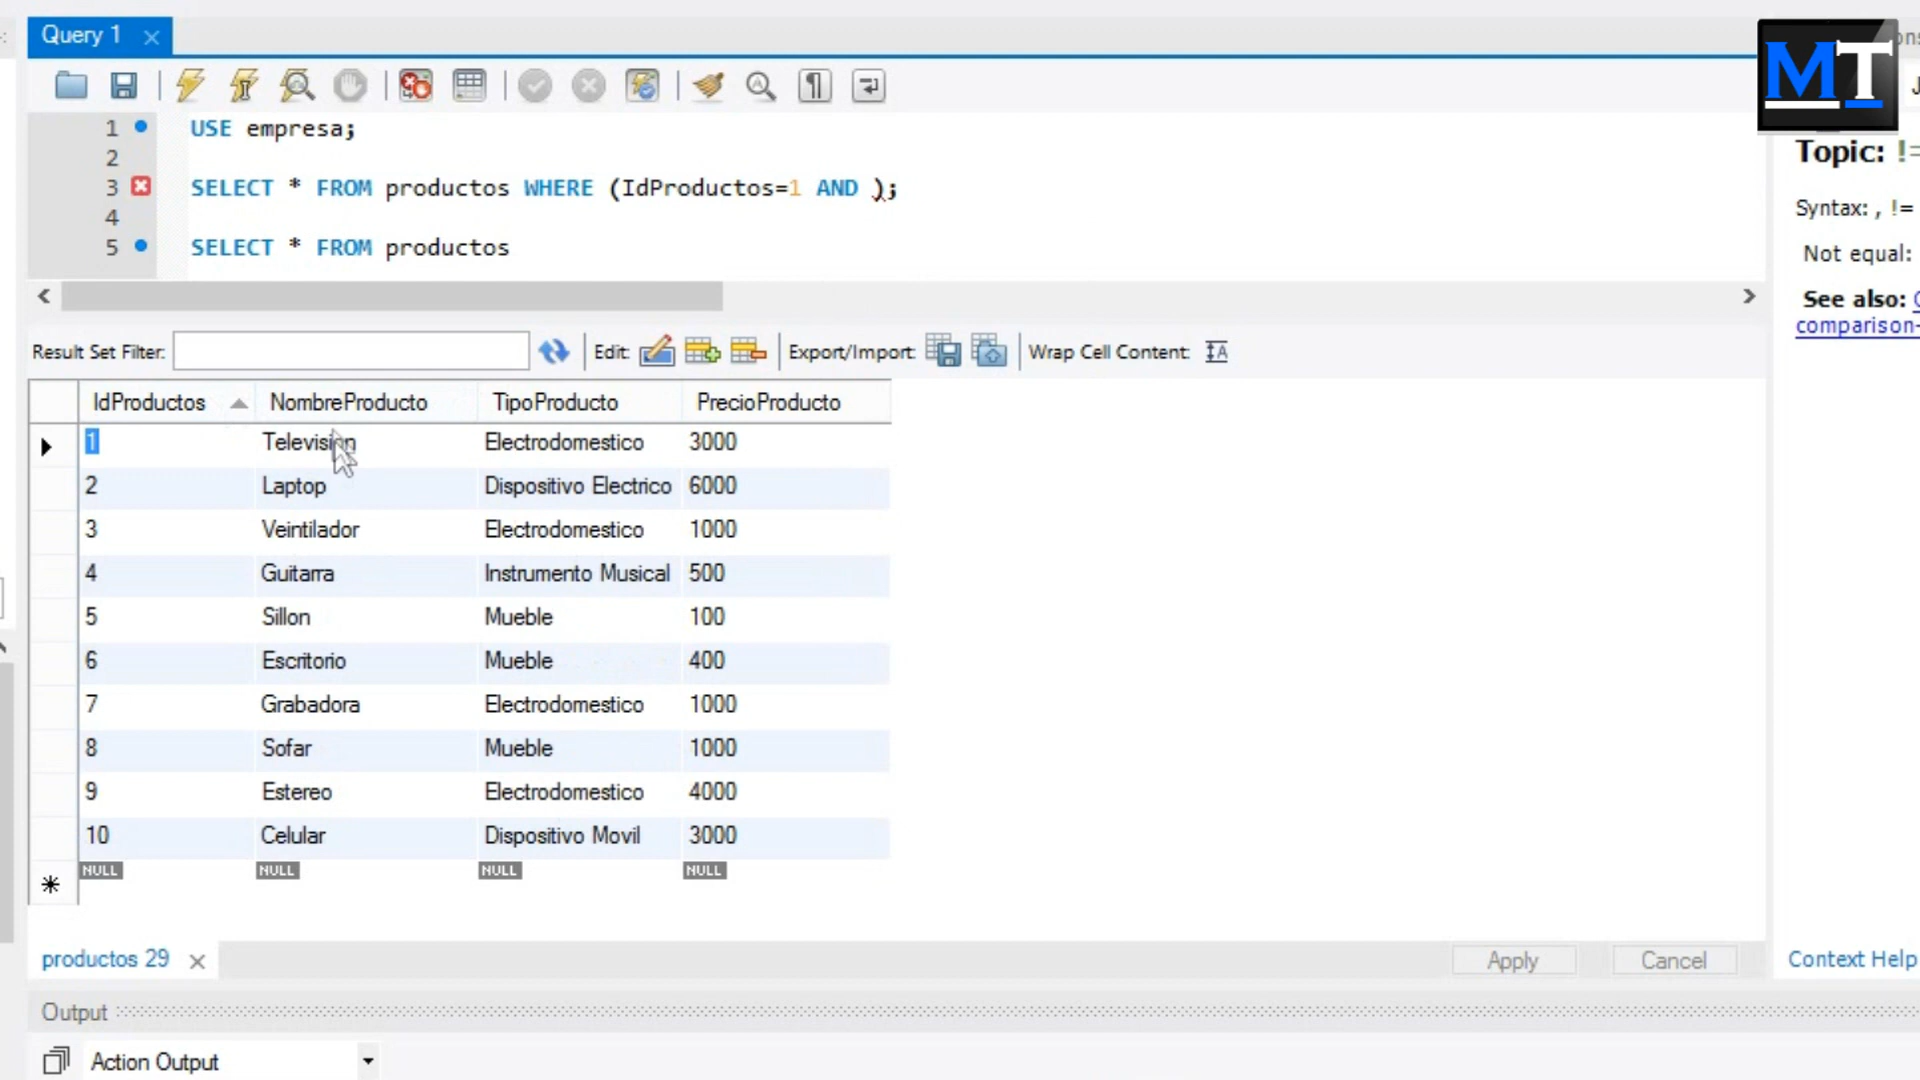 Query 1
MT
1 USE empresa;
2
3 SELECT * FROM productos WHERE (IdProductos=1 AND );
4
5 SELECT * FROM productos
Topic: !=
Syntax: , !=
Not equal:
See also:
comparison-
Result Set Filter: Edit: Export/Import: Wrap Cell Content:
IdProductos NombreProducto TipoProducto PrecioProducto
1 Television Electrodomestico 3000
2 Laptop Dispositivo Electrico 6000
3 Veintilador Electrodomestico 1000
4 Guitarra Instrumento Musical 500
5 Sillon Mueble 100
6 Escritorio Mueble 400
7 Grabadora Electrodomestico 1000
8 Sofar Mueble 1000
9 Estereo Electrodomestico 4000
10 Celular Dispositivo Movil 3000
NULL NULL NULL NULL
productos 29 Apply Cancel Context Help
Output
Action Output